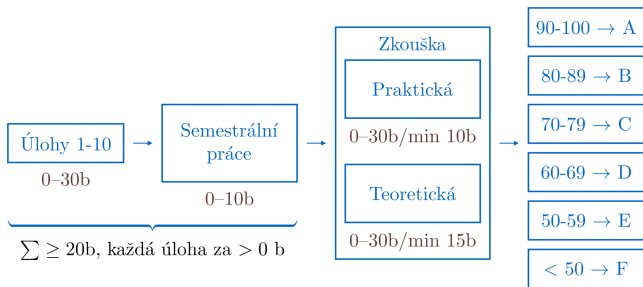 Úlohy 1-10
0–30b
Semestrální
práce
0–10b
∑ ≥ 20b, každá úloha za > 0 b
Zkouška
Praktická
0–30b/min 10b
Teoretická
0–30b/min 15b
90-100 → A
80-89 → B
70-79 → C
60-69 → D
50-59 → E
< 50 → F